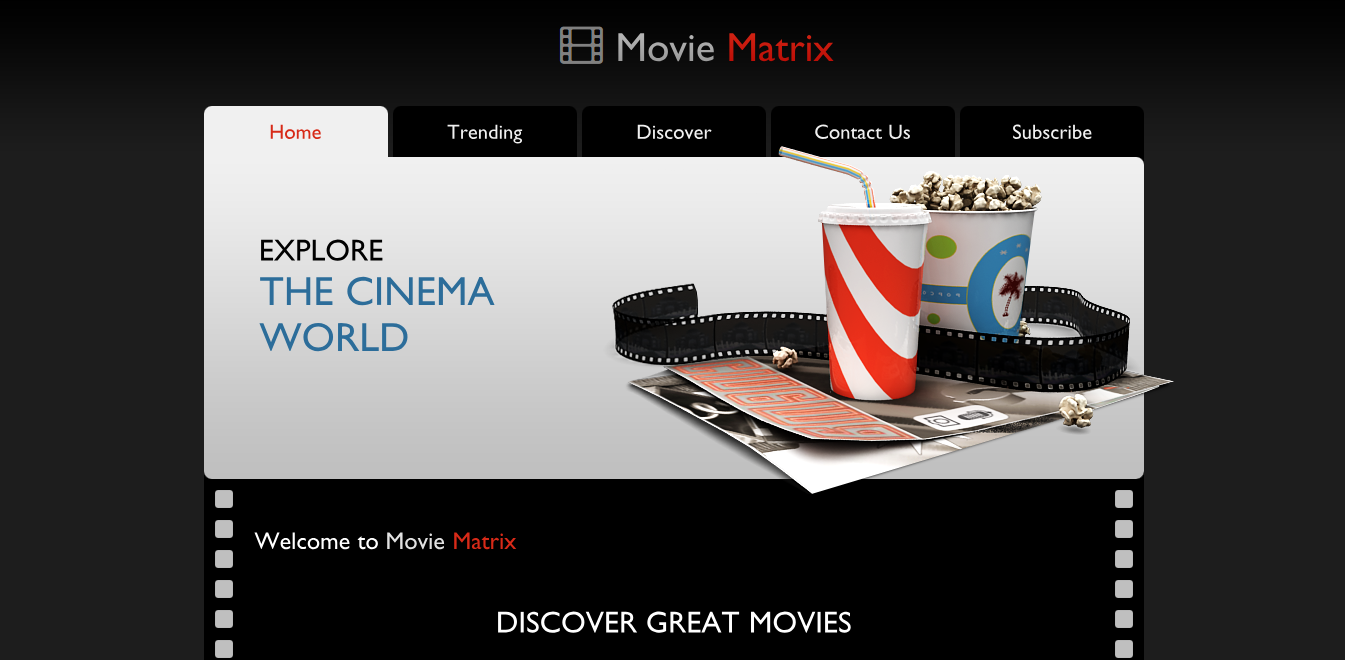 Movie Matrix
Home
Trending
Discover
Contact Us
Subscribe
EXPLORE
THE CINEMA
WORLD
Welcome to Movie Matrix
DISCOVER GREAT MOVIES